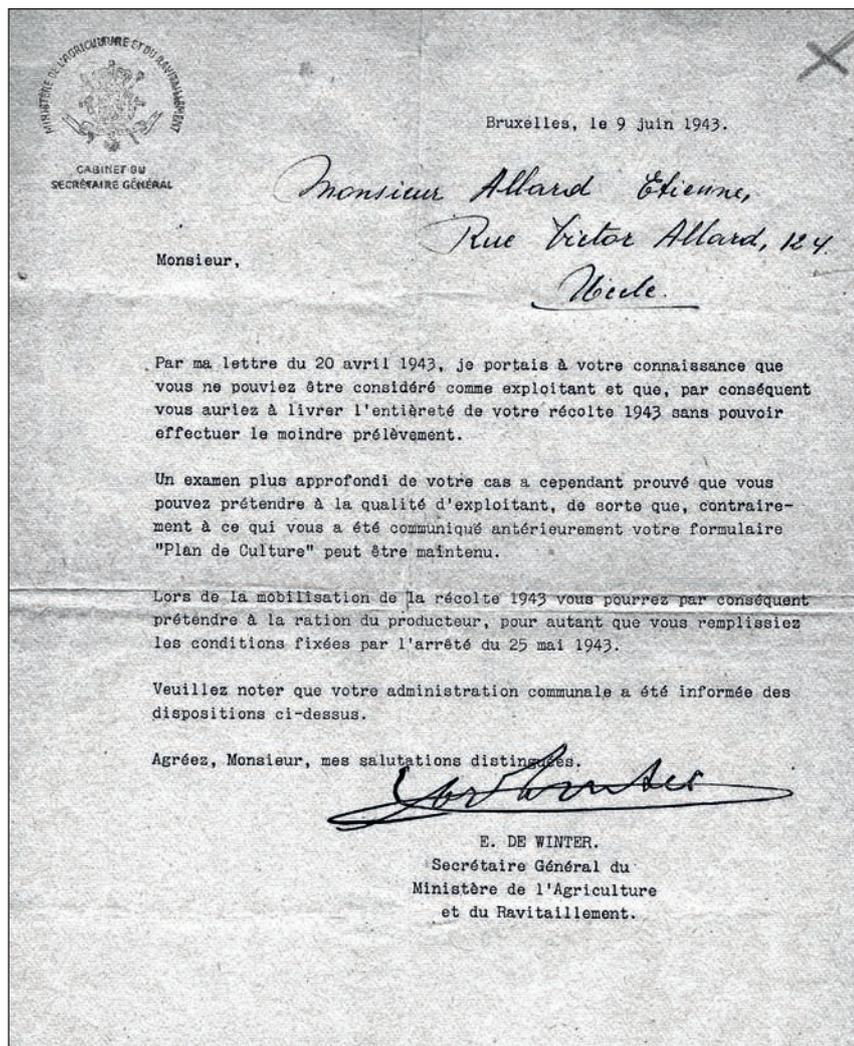 MINISTÈRE DE L'AGRICULTURE ET DU RAVITAILLEMENT
CABINET DU
SECRÉTAIRE GÉNÉRAL
Bruxelles, le 9 juin 1943.
Monsieur Allard Etienne,
Rue Victor Allard, 124.
Uccle.
Monsieur,
Par ma lettre du 20 avril 1943, je portais à votre connaissance que
vous ne pouviez être considéré comme exploitant et que, par conséquent
vous auriez à livrer l'entièreté de votre récolte 1943 sans pouvoir
effectuer le moindre prélèvement.
Un examen plus approfondi de votre cas a cependant prouvé que vous
pouvez prétendre à la qualité d'exploitant, de sorte que, contraire-
ment à ce qui vous a été communiqué antérieurement votre formulaire
"Plan de Culture" peut être maintenu.
Lors de la mobilisation de la récolte 1943 vous pourrez par conséquent
prétendre à la ration du producteur, pour autant que vous remplissiez
les conditions fixées par l'arrêté du 25 mai 1943.
Veuillez noter que votre administration communale a été informée des
dispositions ci-dessus.
Agréez, Monsieur, mes salutations distinguées.
E. DE WINTER.
Secrétaire Général du
Ministère de l'Agriculture
et du Ravitaillement.